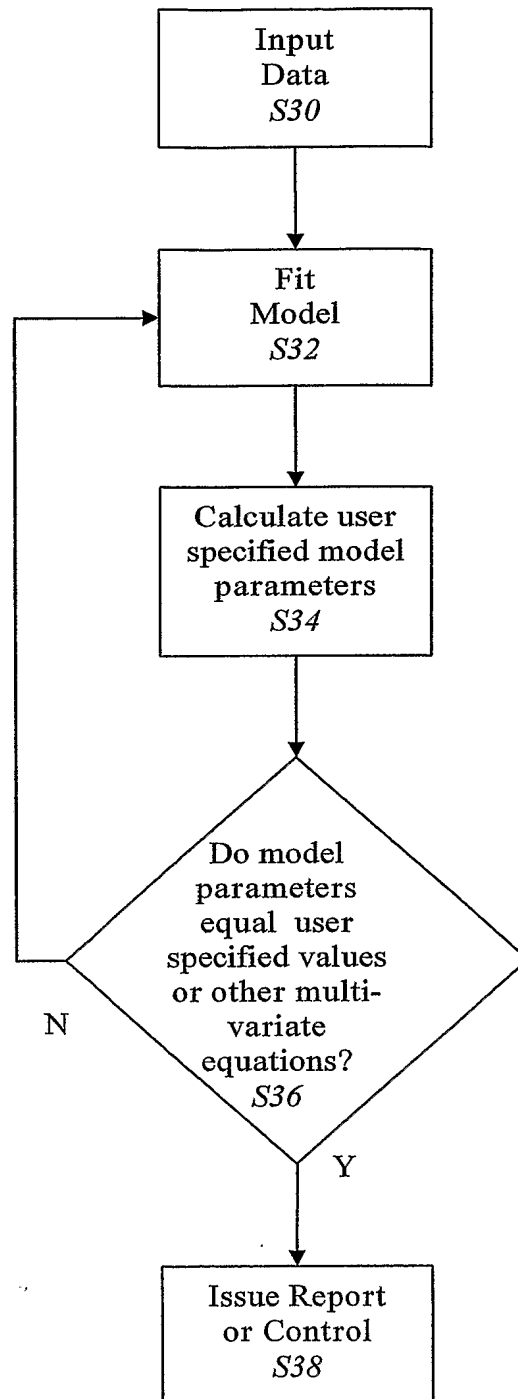 Input
Data
S30
Fit
Model
S32
Calculate user
specified model
parameters
S34
Do model
parameters
equal user
specified values
or other multi-
variate
equations?
S36
N
Y
Issue Report
or Control
S38